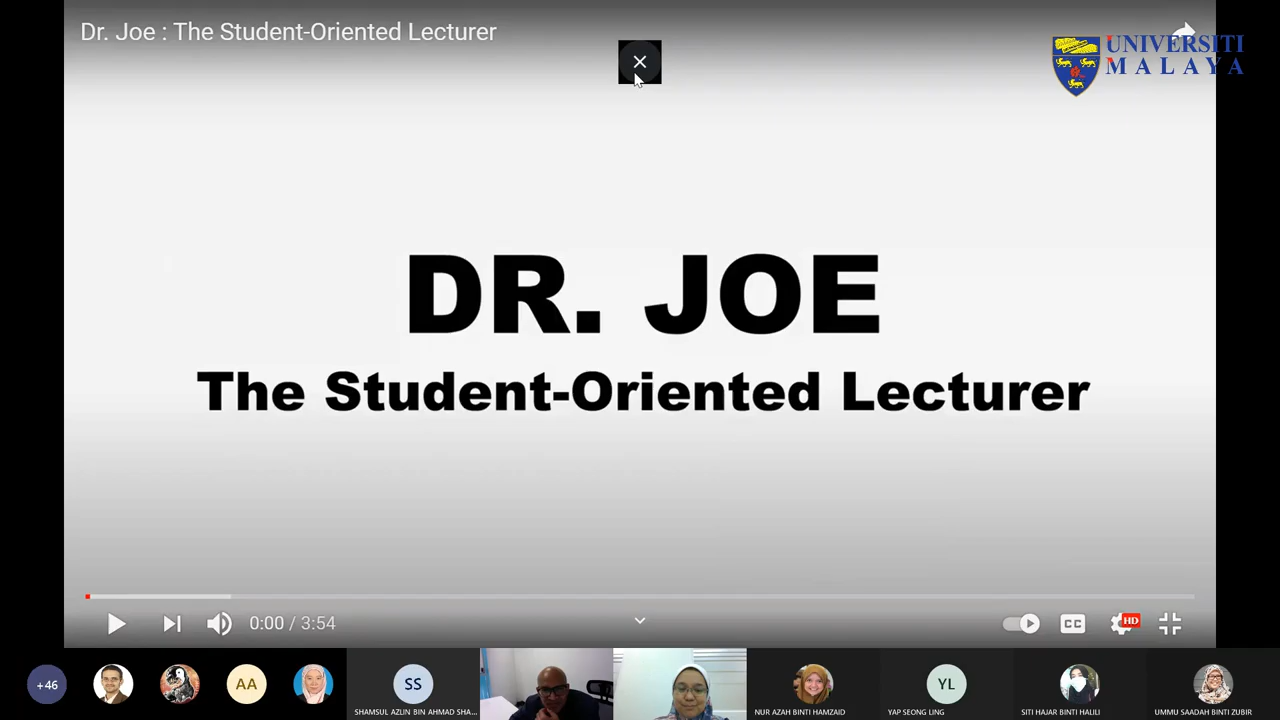 Dr. Joe : The Student-Oriented Lecturer
UNIVERSITI
MALAYA
DR. JOE
The Student-Oriented Lecturer
0:00 / 3:54
CC
HD
+46
AA
SS
SHAMSUL AZLIN BIN AHMAD SHA...
NUR AZAH BINTI HAMZAID
YL
YAP SEONG LING
SITI HAJAR BINTI HALILI
UMMU SAADAH BINTI ZUBIR